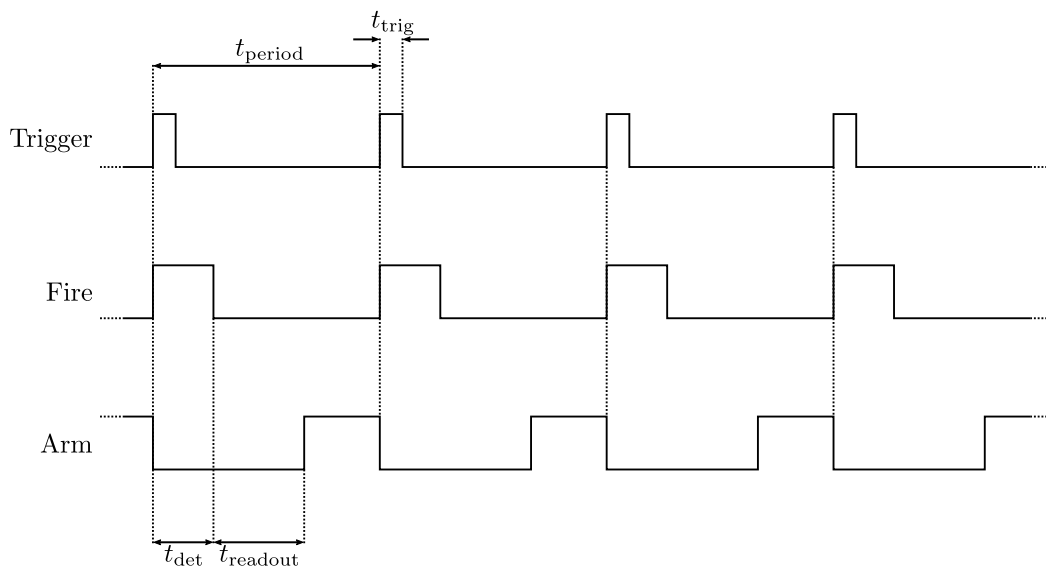 t_trig
t_period
Trigger
Fire
Arm
t_det t_readout